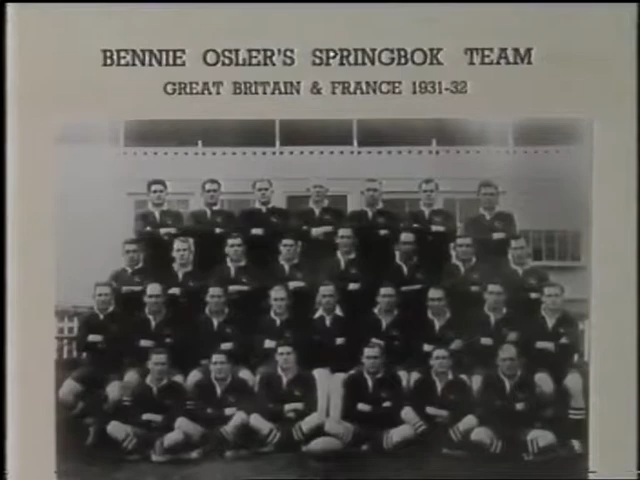 BENNIE OSLER'S SPRINGBOK TEAM
GREAT BRITAIN & FRANCE 1931-32